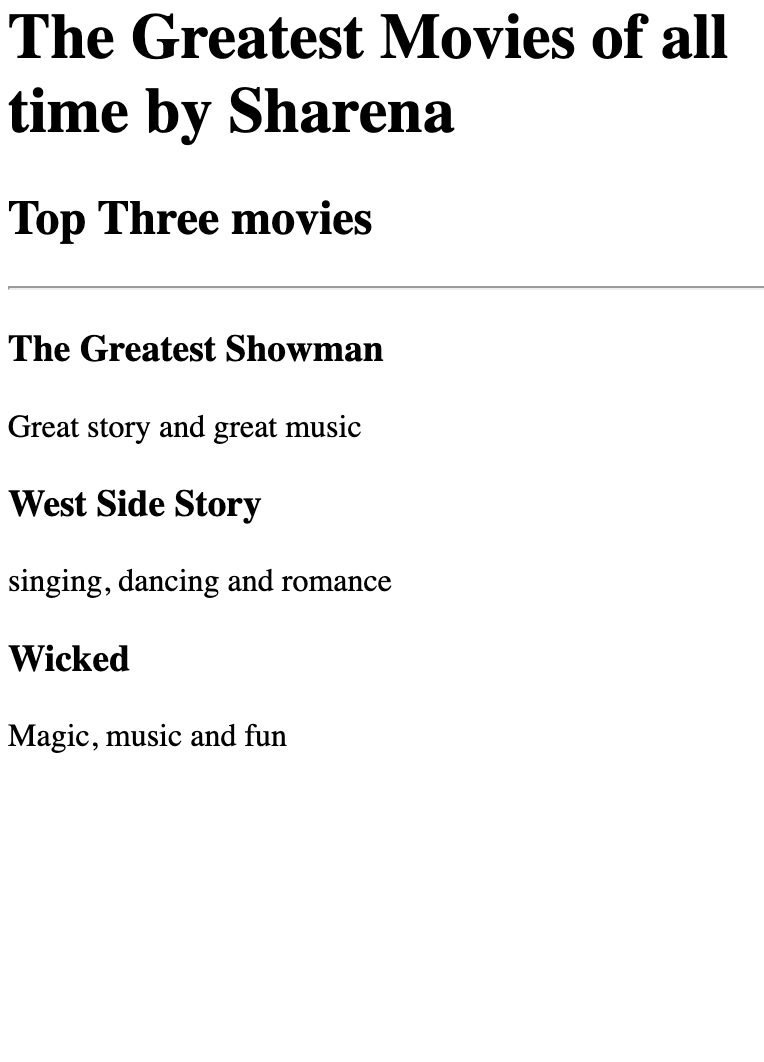 The Greatest Movies of all
time by Sharena
Top Three movies
The Greatest Showman
Great story and great music
West Side Story
singing, dancing and romance
Wicked
Magic, music and fun